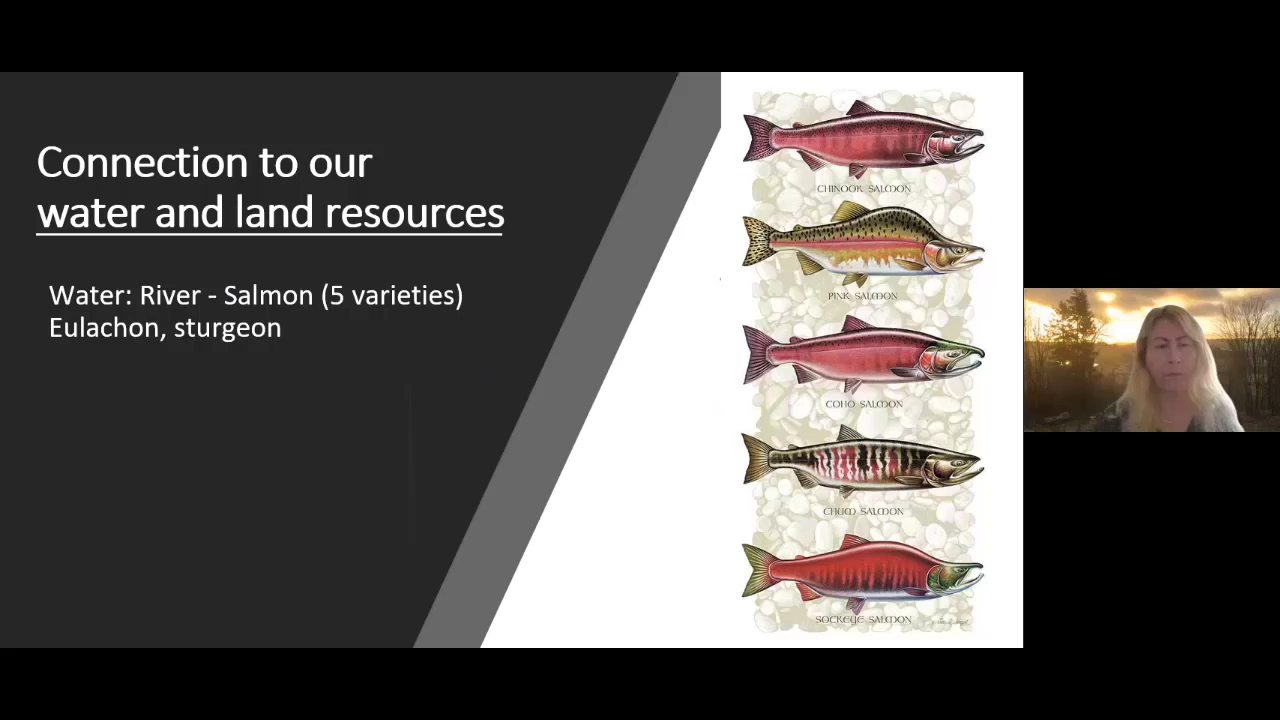 Connection to our
water and land resources
Water: River - Salmon (5 varieties)
Eulachon, sturgeon
CHINOOK SALMON
PINK SALMON
COHO SALMON
CHUM SALMON
SOCKEYE SALMON